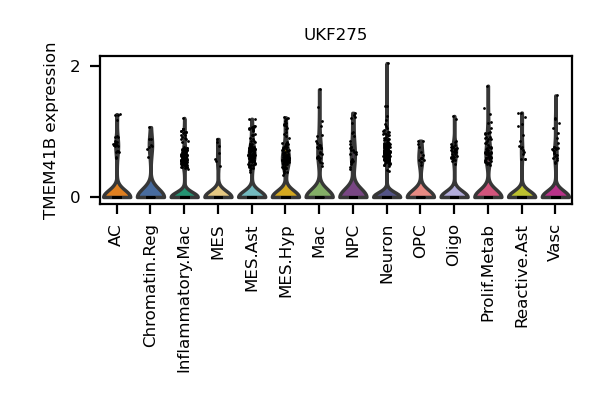 UKF275
TMEM41B expression
2
0
AC
Chromatin.Reg
Inflammatory.Mac
MES
MES.Ast
MES.Hyp
Mac
NPC
Neuron
OPC
Oligo
Prolif.Metab
Reactive.Ast
Vasc